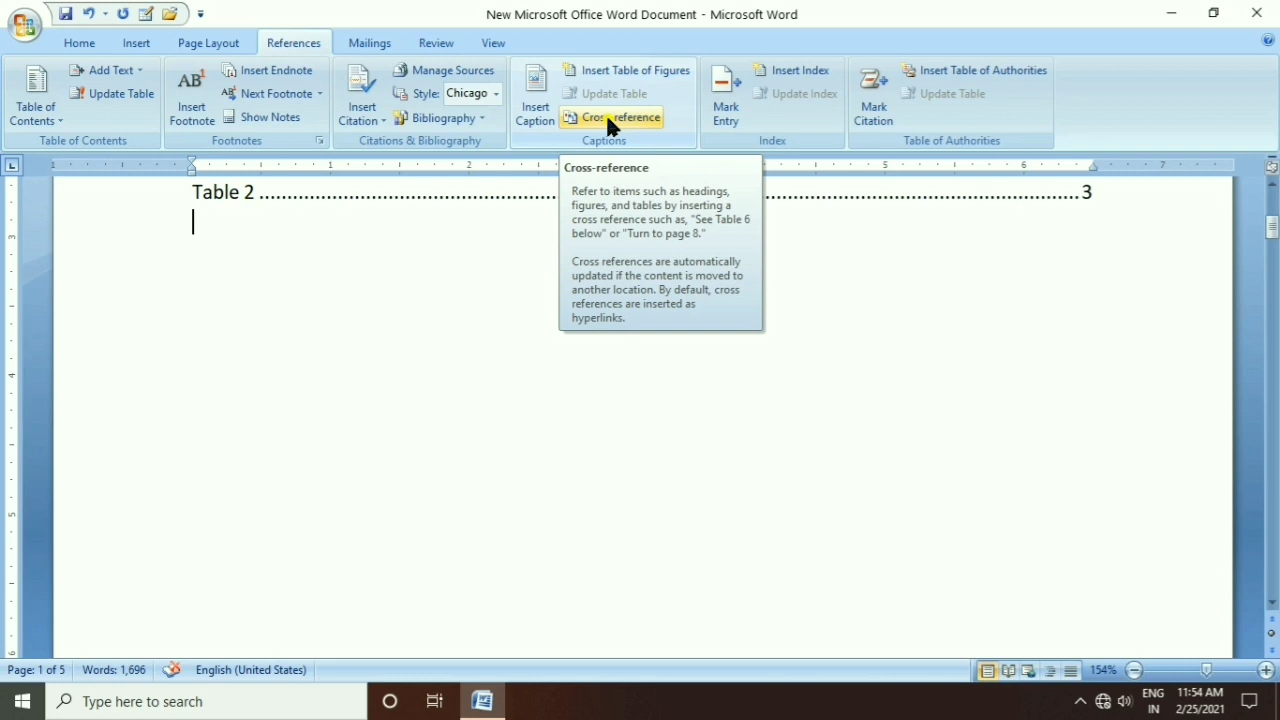 New Microsoft Office Word Document - Microsoft Word
Home Insert Page Layout References Mailings Review View
Table of Contents
Add Text
Update Table
Table of Contents
Insert Footnote
Insert Endnote
Next Footnote
Show Notes
Footnotes
Insert Citation
Manage Sources
Style: Chicago
Bibliography
Citations & Bibliography
Insert Caption
Insert Table of Figures
Update Table
Cross-reference
Captions
Mark Entry
Insert Index
Update Index
Index
Mark Citation
Insert Table of Authorities
Update Table
Table of Authorities
Table 2 ........................................................3
Cross-reference
Refer to items such as headings,
figures, and tables by inserting a
cross reference such as, "See Table 6
below" or "Turn to page 8."
Cross references are automatically
updated if the content is moved to
another location. By default, cross
references are inserted as
hyperlinks.
Page: 1 of 5 Words: 1,696 English (United States) 154%
Type here to search
ENG
IN
11:54 AM
2/25/2021